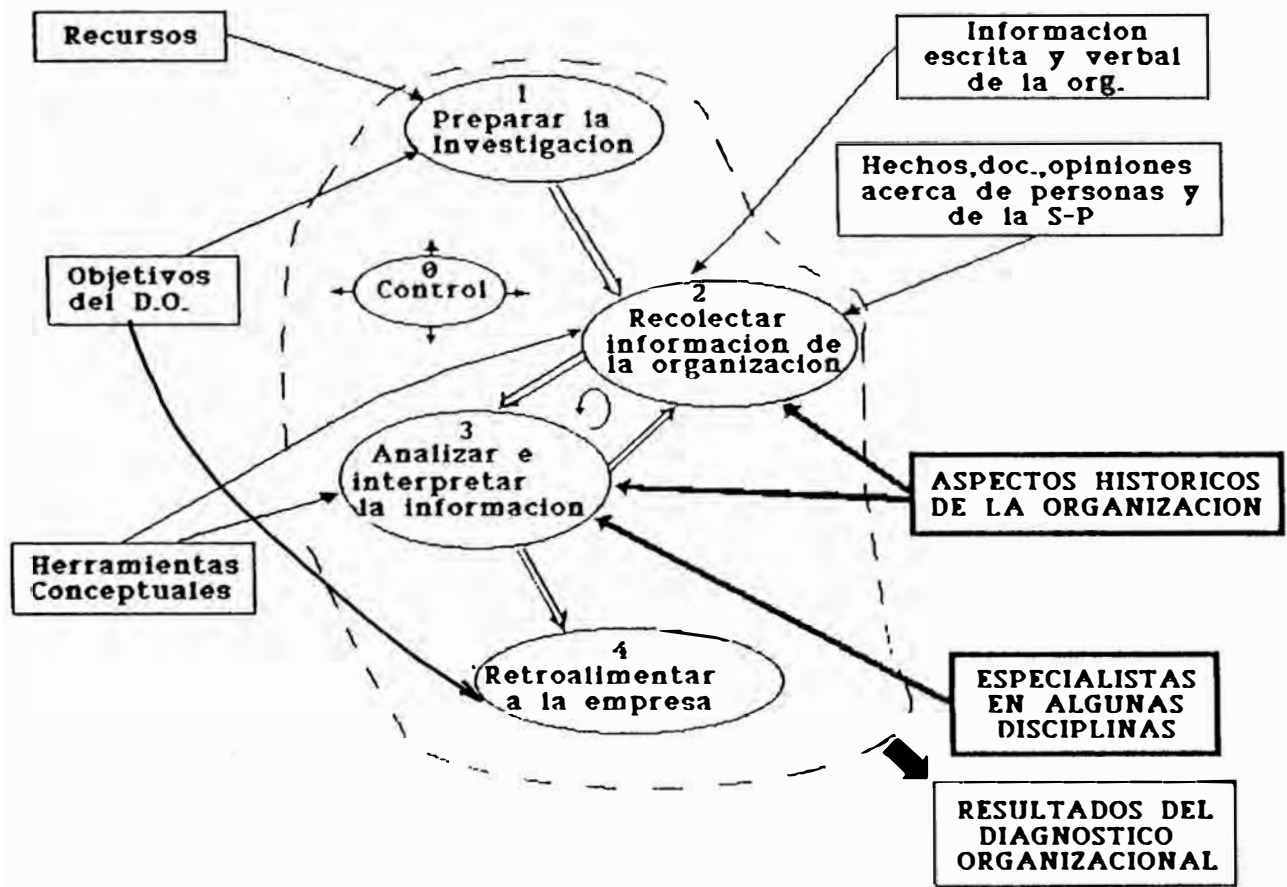 Recursos
Informacion
escrita y verbal
de la org.
1
Preparar la
Investigacion
Hechos,doc.,opiniones
acerca de personas y
de la S-P
Objetivos
del D.O.
0
Control
2
Recolectar
informacion de
la organizacion
3
Analizar e
interpretar
la informacion
ASPECTOS HISTORICOS
DE LA ORGANIZACION
Herramientas
Conceptuales
4
Retroalimentar
a la empresa
ESPECIALISTAS
EN ALGUNAS
DISCIPLINAS
RESULTADOS DEL
DIAGNOSTICO
ORGANIZACIONAL